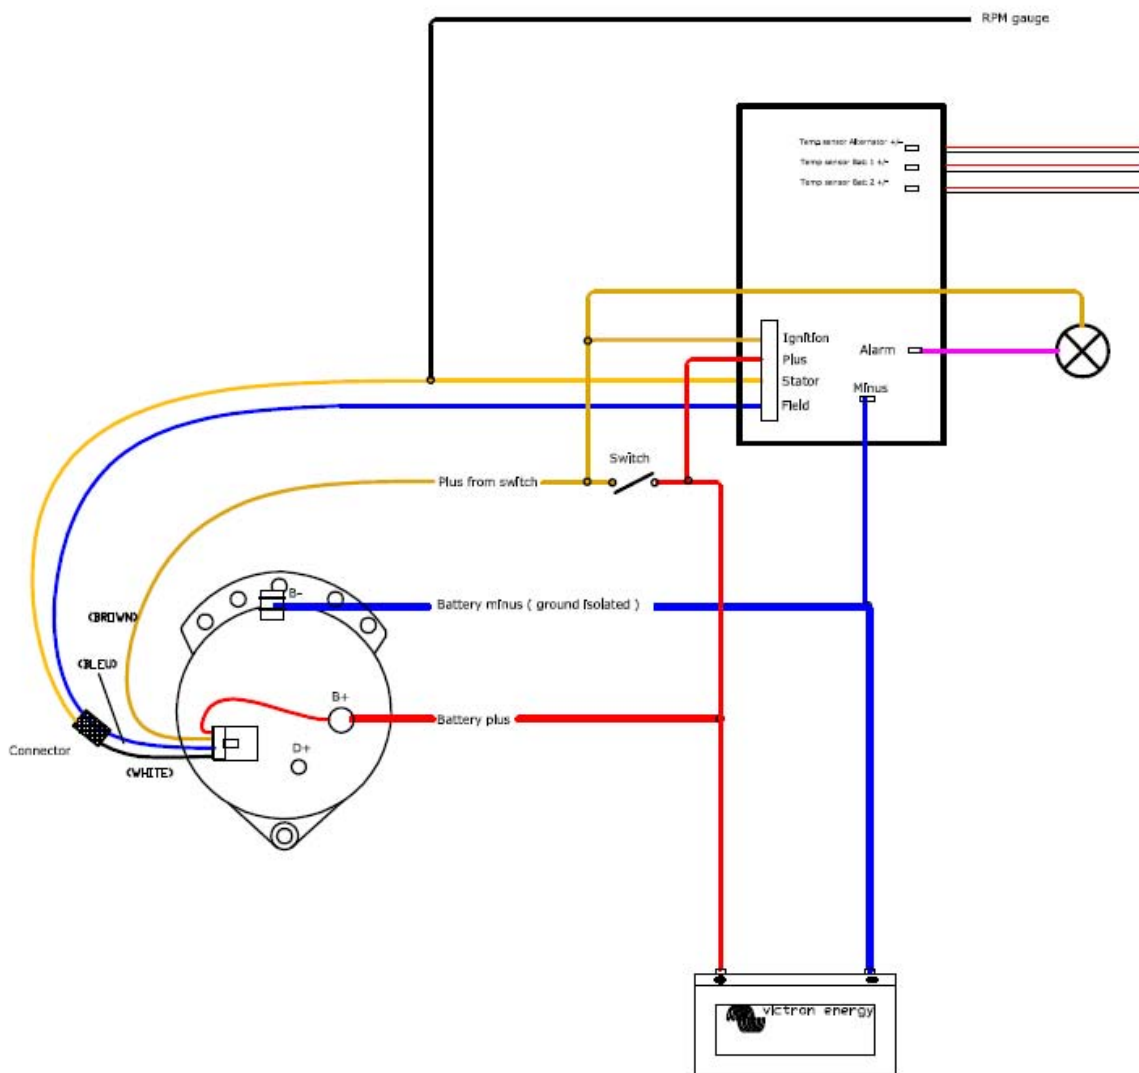 RPM gauge
Temp sensor Alternator +/-
Temp sensor Bat 1 +/-
Temp sensor Bat 2 +/-
Ignition
Plus
Stator
Field
Alarm
Minus
Switch
Plus from switch
B-
Battery minus ( ground isolated )
(BROWN)
(BLEU)
B+
Battery plus
Connector
D+
(WHITE)
victron energy